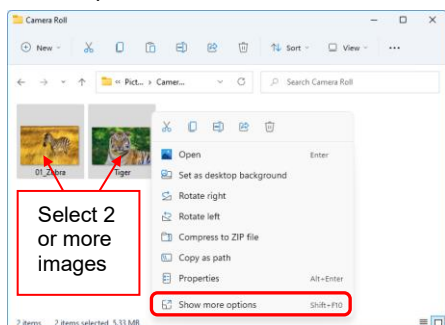 Camera Roll
New
Sort
View
« Pict... › Camer...
Search Camera Roll
01_Zebra
Tiger
Open Enter
Set as desktop background
Rotate right
Rotate left
Compress to ZIP file
Copy as path
Properties Alt+Enter
Show more options Shift+F10
Select 2
or more
images
2 items 2 items selected 5.33 MB